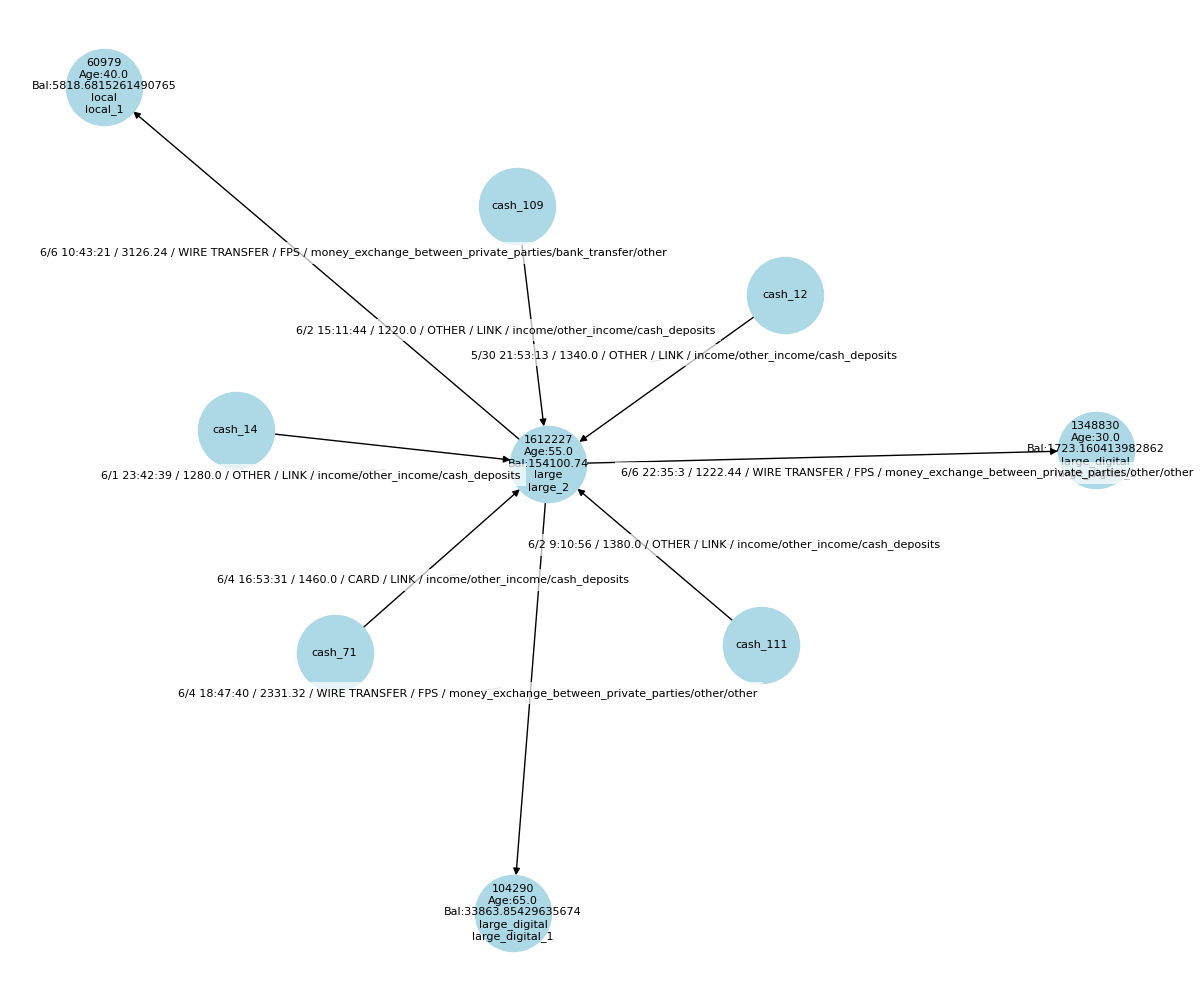 60979
Age:40.0
Bal:5818.6815261490765
local
local_1
cash_109
6/6 10:43:21 / 3126.24 / WIRE TRANSFER / FPS / money_exchange_between_private_parties/bank_transfer/other
cash_12
6/2 15:11:44 / 1220.0 / OTHER / LINK / income/other_income/cash_deposits
5/30 21:53:13 / 1340.0 / OTHER / LINK / income/other_income/cash_deposits
cash_14
1612227
Age:55.0
Bal:154100.74
large
large_2
1348830
Age:30.0
Bal:1723.160413982862
large_digital
6/1 23:42:39 / 1280.0 / OTHER / LINK / income/other_income/cash_deposits
6/6 22:35:3 / 1222.44 / WIRE TRANSFER / FPS / money_exchange_between_private_parties/other/other
6/2 9:10:56 / 1380.0 / OTHER / LINK / income/other_income/cash_deposits
6/4 16:53:31 / 1460.0 / CARD / LINK / income/other_income/cash_deposits
cash_71
cash_111
6/4 18:47:40 / 2331.32 / WIRE TRANSFER / FPS / money_exchange_between_private_parties/other/other
104290
Age:65.0
Bal:33863.85429635674
large_digital
large_digital_1